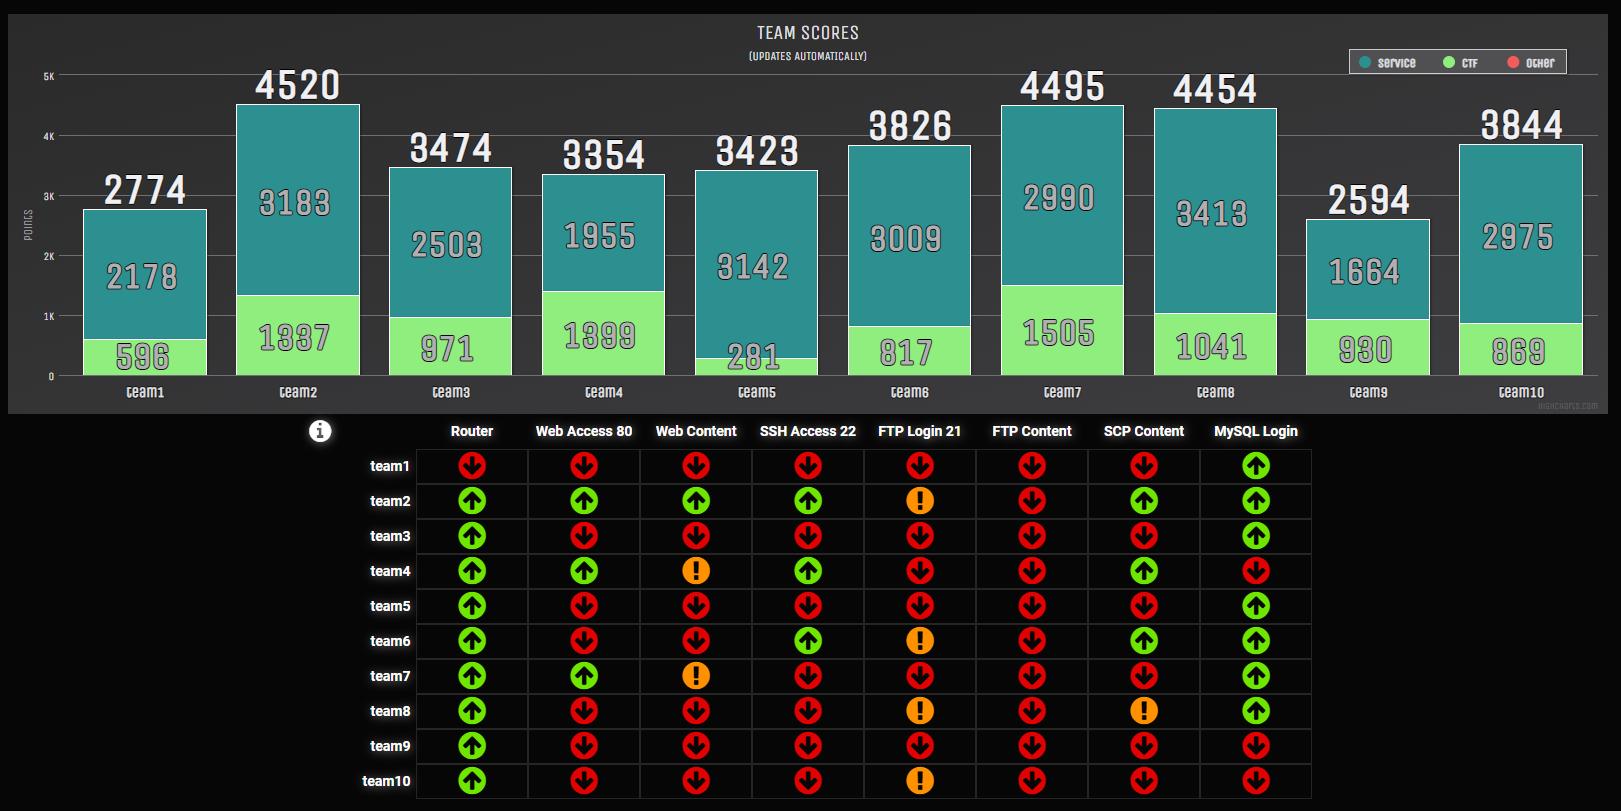 TEAM SCORES
(UPDATES AUTOMATICALLY)
Service CTF Other
POINTS
5K
4K
3K
2K
1K
0
2774 4520 3474 3354 3423 3826 4495 4454 2594 3844
2178 3183 2503 1955 3142 3009 2990 3413 1664 2975
596 1337 971 1399 281 817 1505 1041 930 869
team1 team2 team3 team4 team5 team6 team7 team8 team9 team10
Highcharts.com
Router Web Access 80 Web Content SSH Access 22 FTP Login 21 FTP Content SCP Content MySQL Login
team1
team2
team3
team4
team5
team6
team7
team8
team9
team10